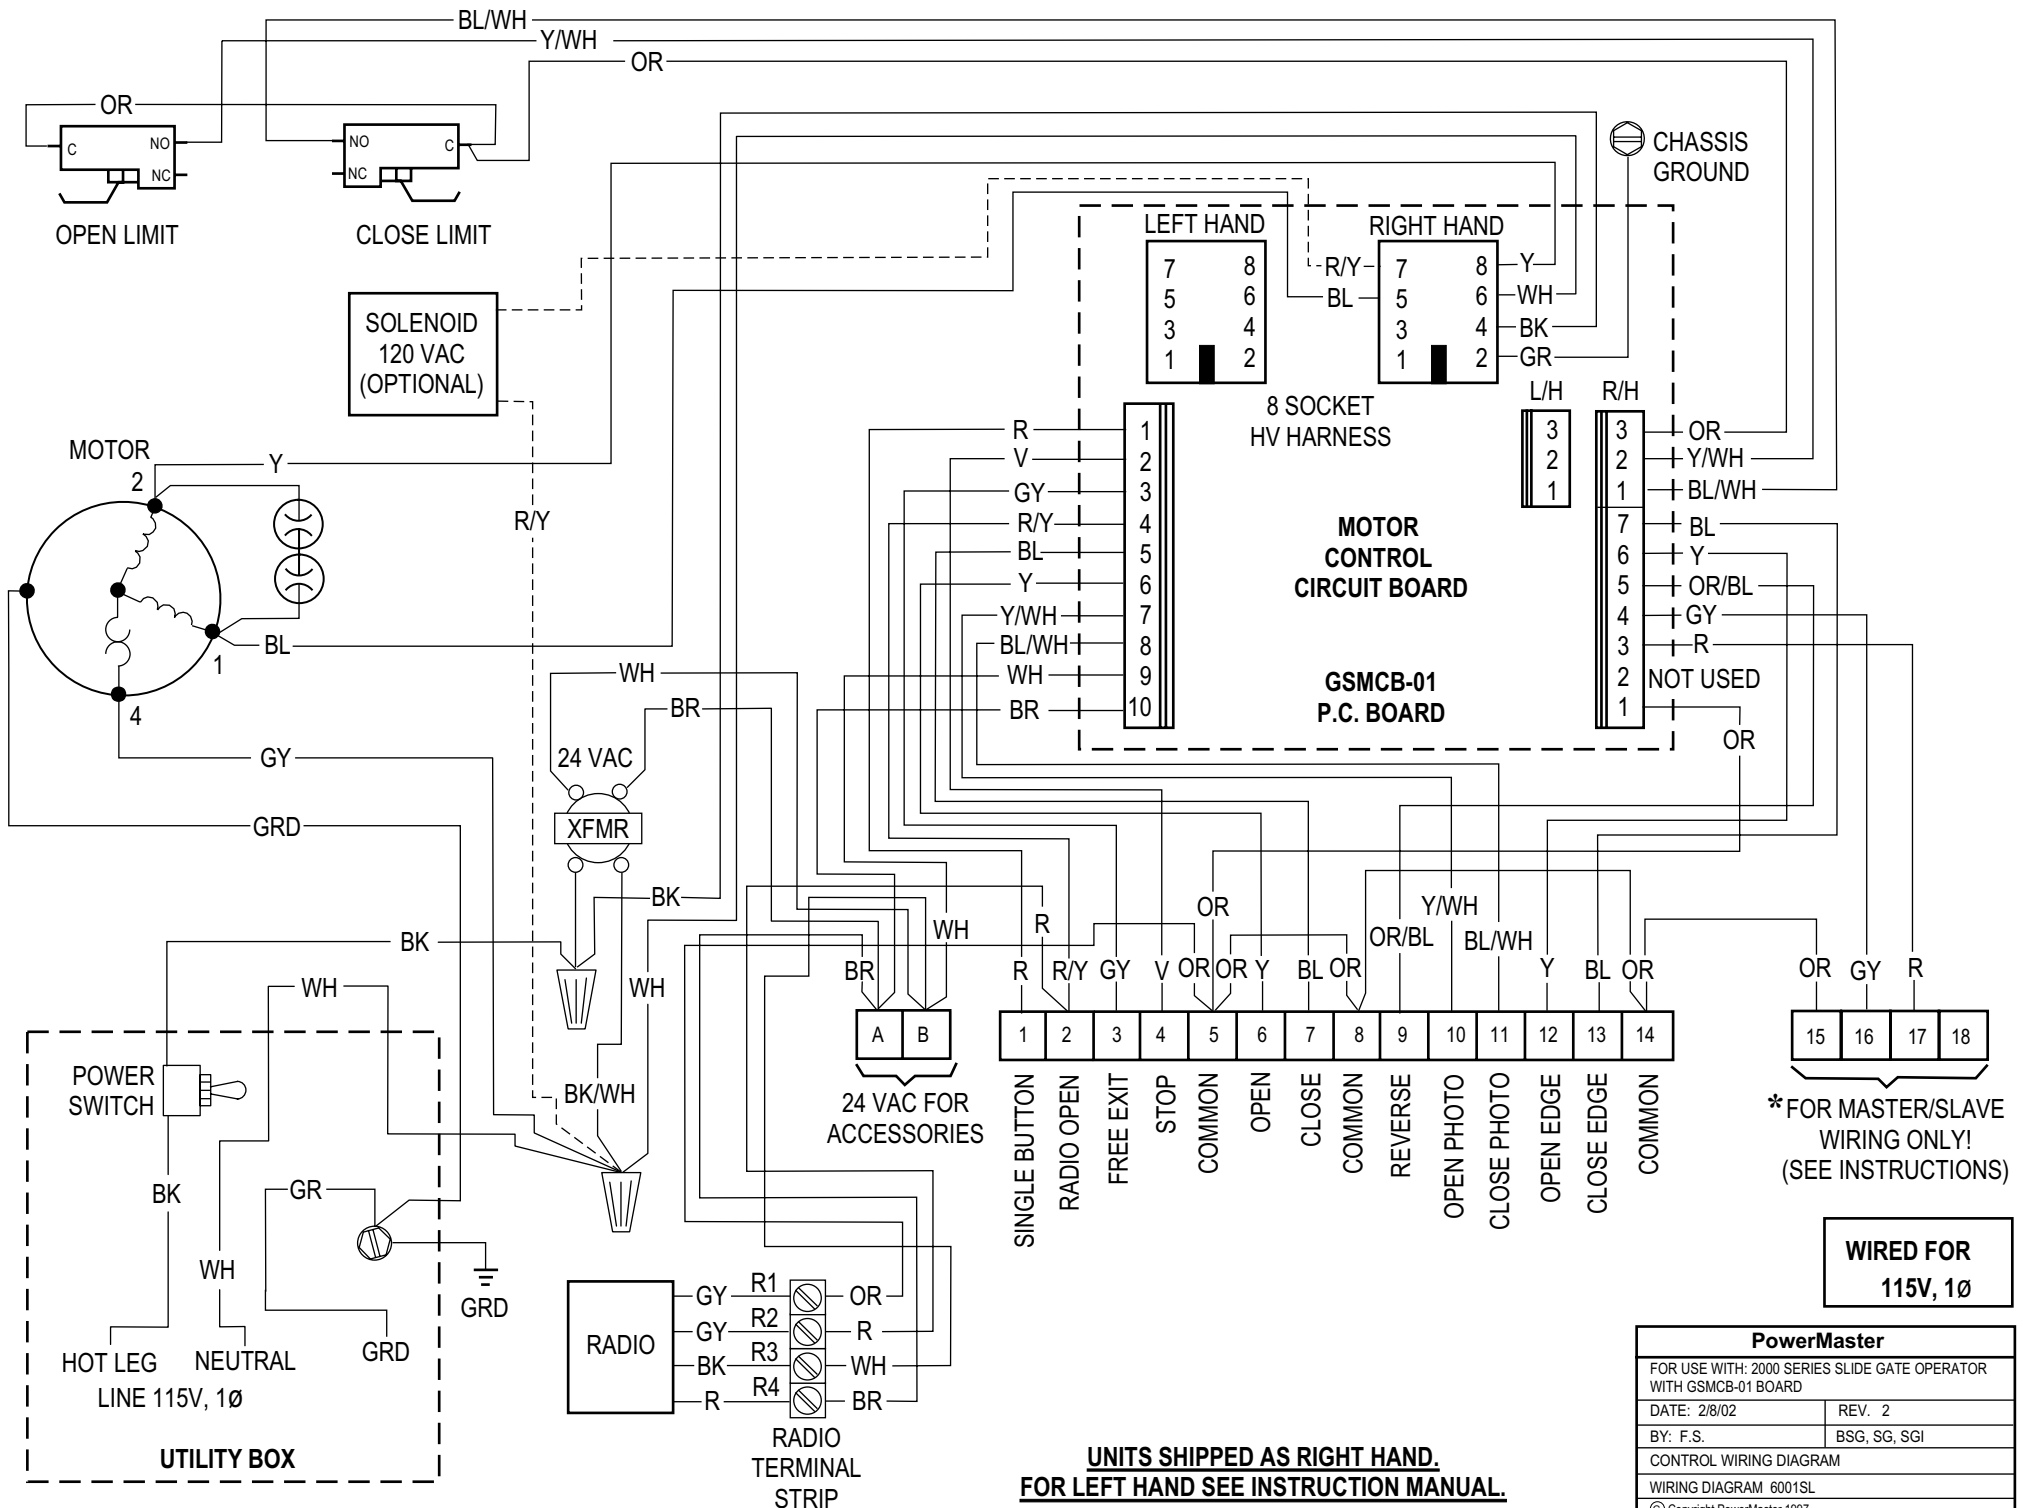 BL/WH
Y/WH
OR
OR
C
NO
NC
OPEN LIMIT
NO
C
NC
CLOSE LIMIT
CHASSIS
GROUND
SOLENOID
120 VAC
(OPTIONAL)
R/Y
LEFT HAND
7 8
5 6
3 4
1 2
RIGHT HAND
7 8
5 6
3 4
1 2
R/Y
BL
Y
WH
BK
GR
8 SOCKET
HV HARNESS
L/H
3
2
1
R/H
3
2
1
7
6
5
4
3
2
1
OR
Y/WH
BL/WH
BL
Y
OR/BL
GY
R
NOT USED
OR
R 1
V 2
GY 3
R/Y 4
BL 5
Y 6
Y/WH 7
BL/WH 8
WH 9
BR 10
MOTOR
CONTROL
CIRCUIT BOARD
GSMCB-01
P.C. BOARD
MOTOR
2
Y
1
BL
4
GY
GRD
WH
BR
24 VAC
XFMR
BK
BK
WH
WH
BK/WH
UTILITY BOX
POWER
SWITCH
BK
WH
GR
GRD
GRD
HOT LEG
NEUTRAL
LINE 115V, 1Ø
BR
WH
A B
24 VAC FOR
ACCESSORIES
R
R
R/Y
GY
V
OR
OR
OR
Y
BL
OR
OR/BL
Y/WH
BL/WH
Y
BL
OR
1 2 3 4 5 6 7 8 9 10 11 12 13 14
SINGLE BUTTON
RADIO OPEN
FREE EXIT
STOP
COMMON
OPEN
CLOSE
COMMON
REVERSE
OPEN PHOTO
CLOSE PHOTO
OPEN EDGE
CLOSE EDGE
COMMON
OR
GY
R
15 16 17 18
*FOR MASTER/SLAVE
WIRING ONLY!
(SEE INSTRUCTIONS)
RADIO
GY R1 OR
GY R2 R
BK R3 WH
R R4 BR
RADIO
TERMINAL
STRIP
UNITS SHIPPED AS RIGHT HAND.
FOR LEFT HAND SEE INSTRUCTION MANUAL.
WIRED FOR
115V, 1Ø
PowerMaster
FOR USE WITH: 2000 SERIES SLIDE GATE OPERATOR
WITH GSMCB-01 BOARD
DATE: 2/8/02
REV. 2
BY: F.S.
BSG, SG, SGI
CONTROL WIRING DIAGRAM
WIRING DIAGRAM 6001SL
© Copyright PowerMaster 1997